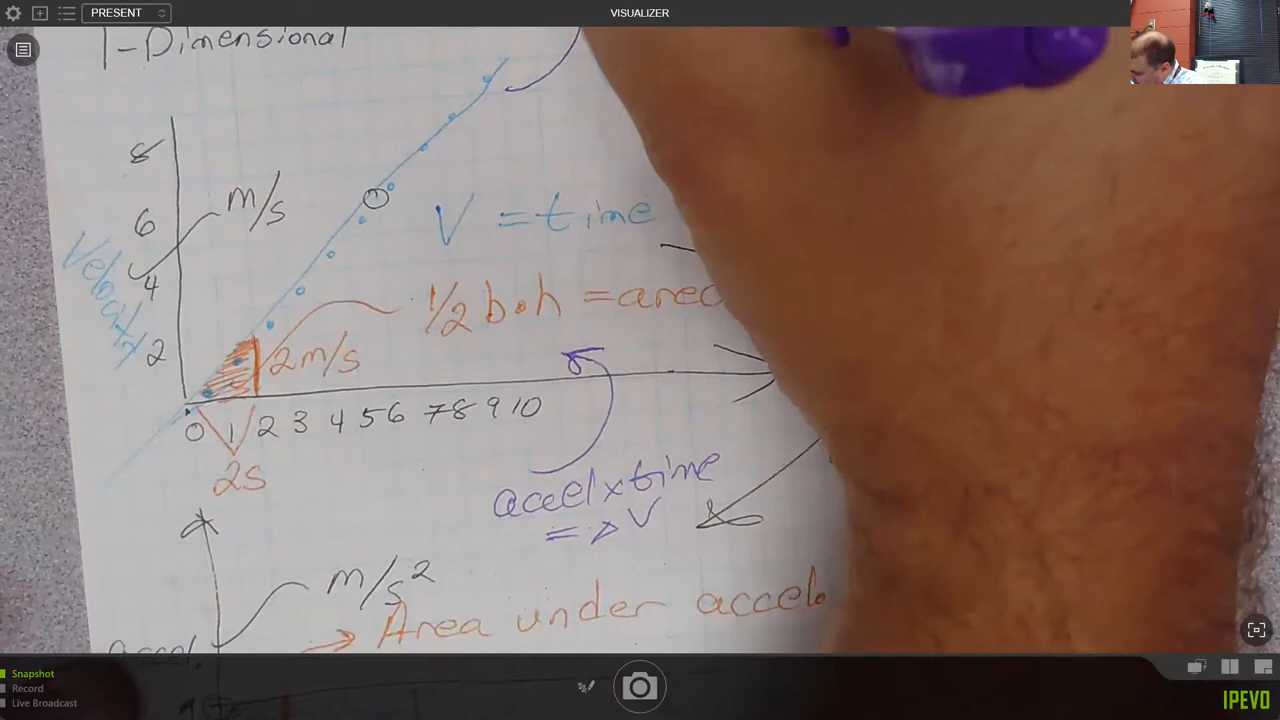 PRESENT
VISUALIZER
1-Dimensional
8
m/s
6
V = time
Velocity
4
1/2 b•h = area
2
2m/s
0 1 2 3 4 5 6 7 8 9 10
2s
accel x time
=> V
m/s²
→ Area under accel.
accel.
Snapshot
Record
Live Broadcast
IPEVO